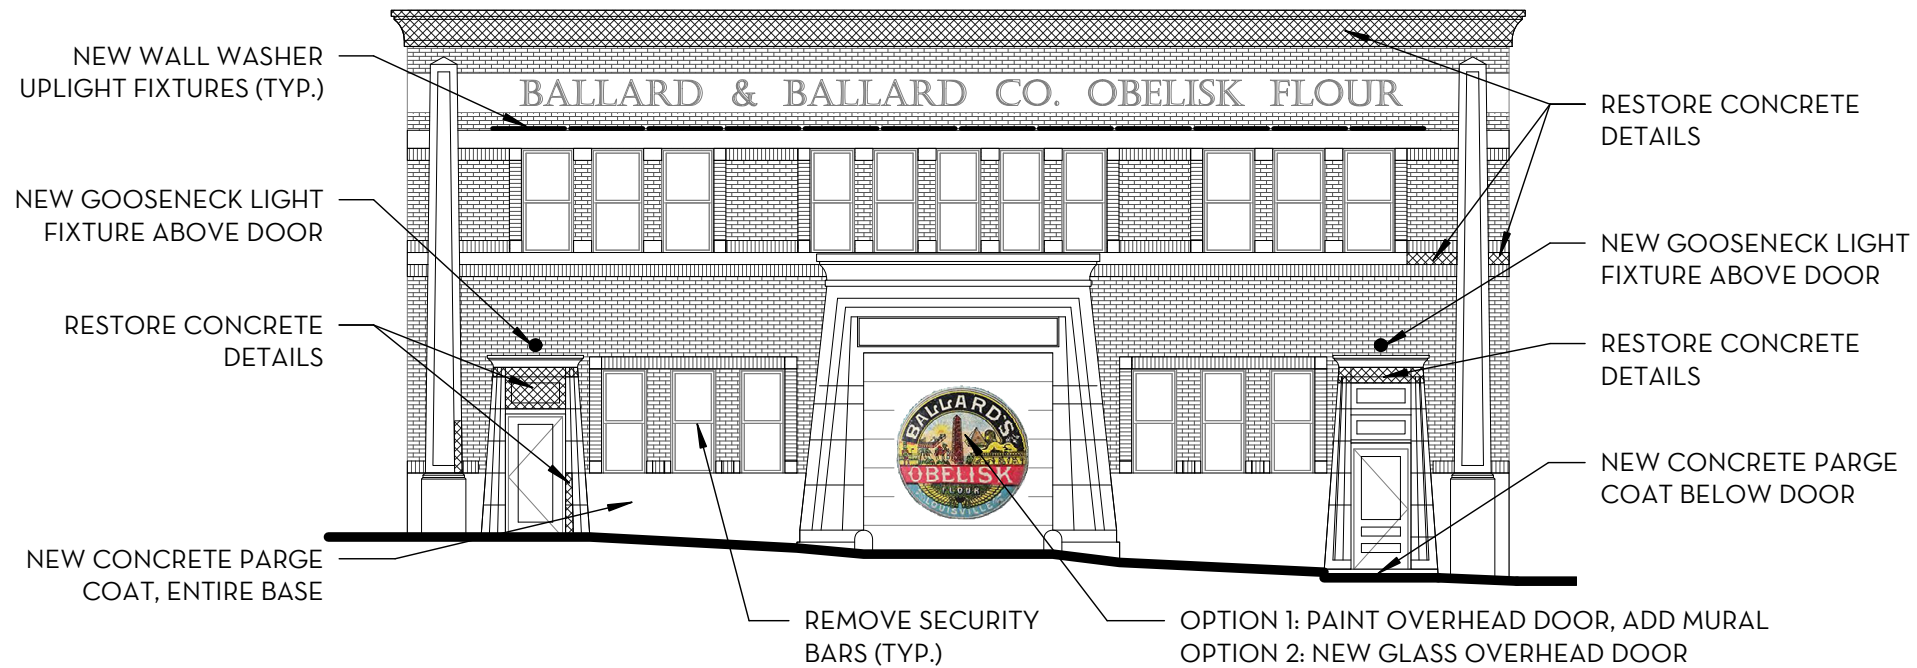 BALLARD & BALLARD CO. OBELISK FLOUR
NEW WALL WASHER
UPLIGHT FIXTURES (TYP.)
NEW GOOSENECK LIGHT
FIXTURE ABOVE DOOR
RESTORE CONCRETE
DETAILS
NEW CONCRETE PARGE
COAT, ENTIRE BASE
REMOVE SECURITY
BARS (TYP.)
BALLARD'S
OBELISK
FLOUR
LOUISVILLE
OPTION 1: PAINT OVERHEAD DOOR, ADD MURAL
OPTION 2: NEW GLASS OVERHEAD DOOR
RESTORE CONCRETE
DETAILS
NEW GOOSENECK LIGHT
FIXTURE ABOVE DOOR
RESTORE CONCRETE
DETAILS
NEW CONCRETE PARGE
COAT BELOW DOOR